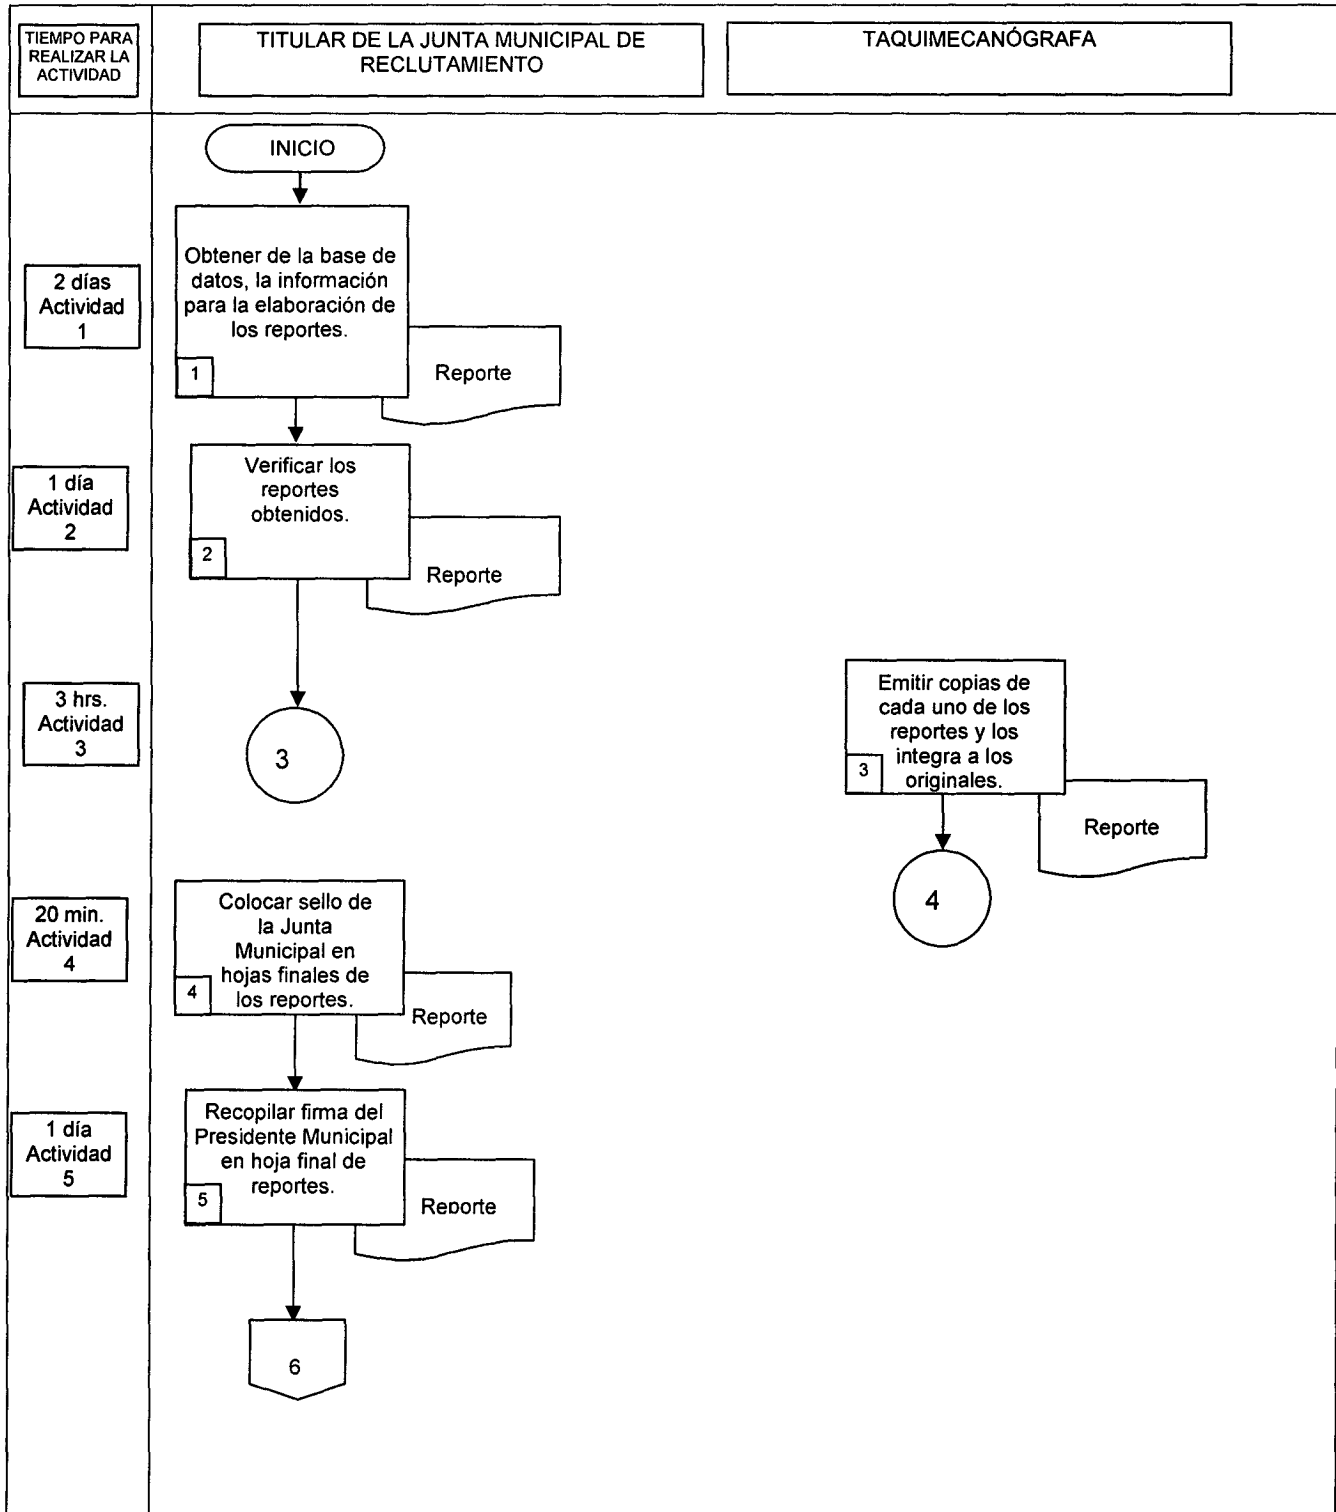 TIEMPO PARA
REALIZAR LA
ACTIVIDAD
TITULAR DE LA JUNTA MUNICIPAL DE
RECLUTAMIENTO
TAQUIMECANÓGRAFA
INICIO
2 días
Actividad
1
Obtener de la base de
datos, la información
para la elaboración de
los reportes.
1
Reporte
1 día
Actividad
2
Verificar los
reportes
obtenidos.
2
Reporte
3 hrs.
Actividad
3
3
Emitir copias de
cada uno de los
reportes y los
integra a los
originales.
3
Reporte
4
20 min.
Actividad
4
Colocar sello de
la Junta
Municipal en
hojas finales de
los reportes.
4
Reporte
1 día
Actividad
5
Recopilar firma del
Presidente Municipal
en hoja final de
reportes.
5
Reporte
6